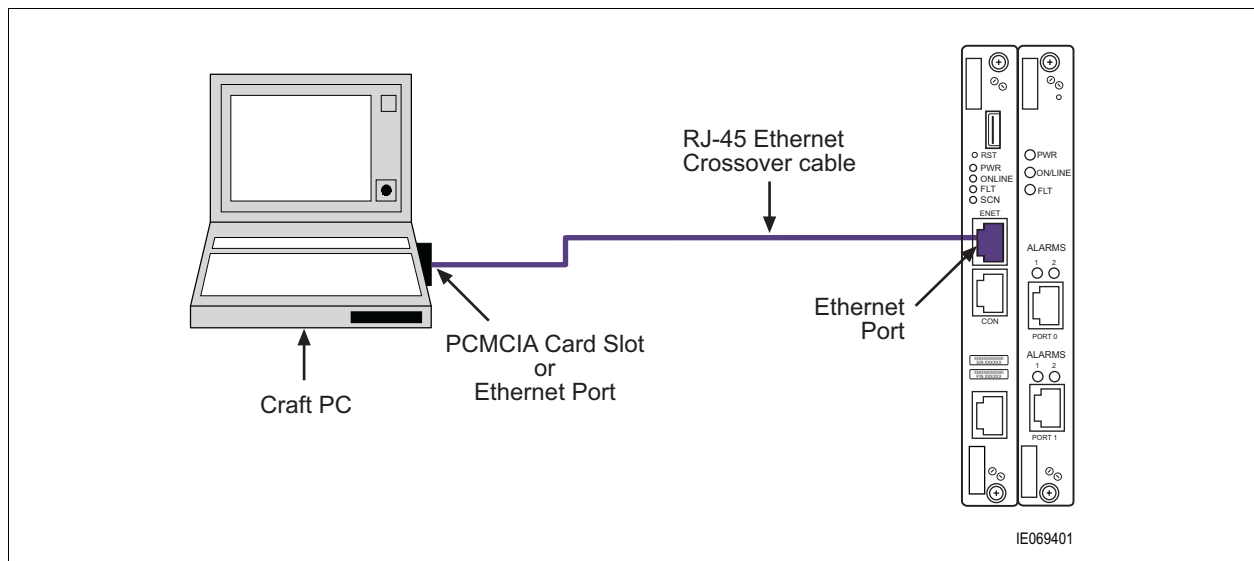 RJ-45 Ethernet
Crossover cable
PCMCIA Card Slot
or
Ethernet Port
Craft PC
Ethernet
Port
RST
PWR
ONLINE
FLT
SCN
ENET
CON
PWR
ON/LINE
FLT
ALARMS
1 2
PORT 0
ALARMS
1 2
PORT 1
IE069401